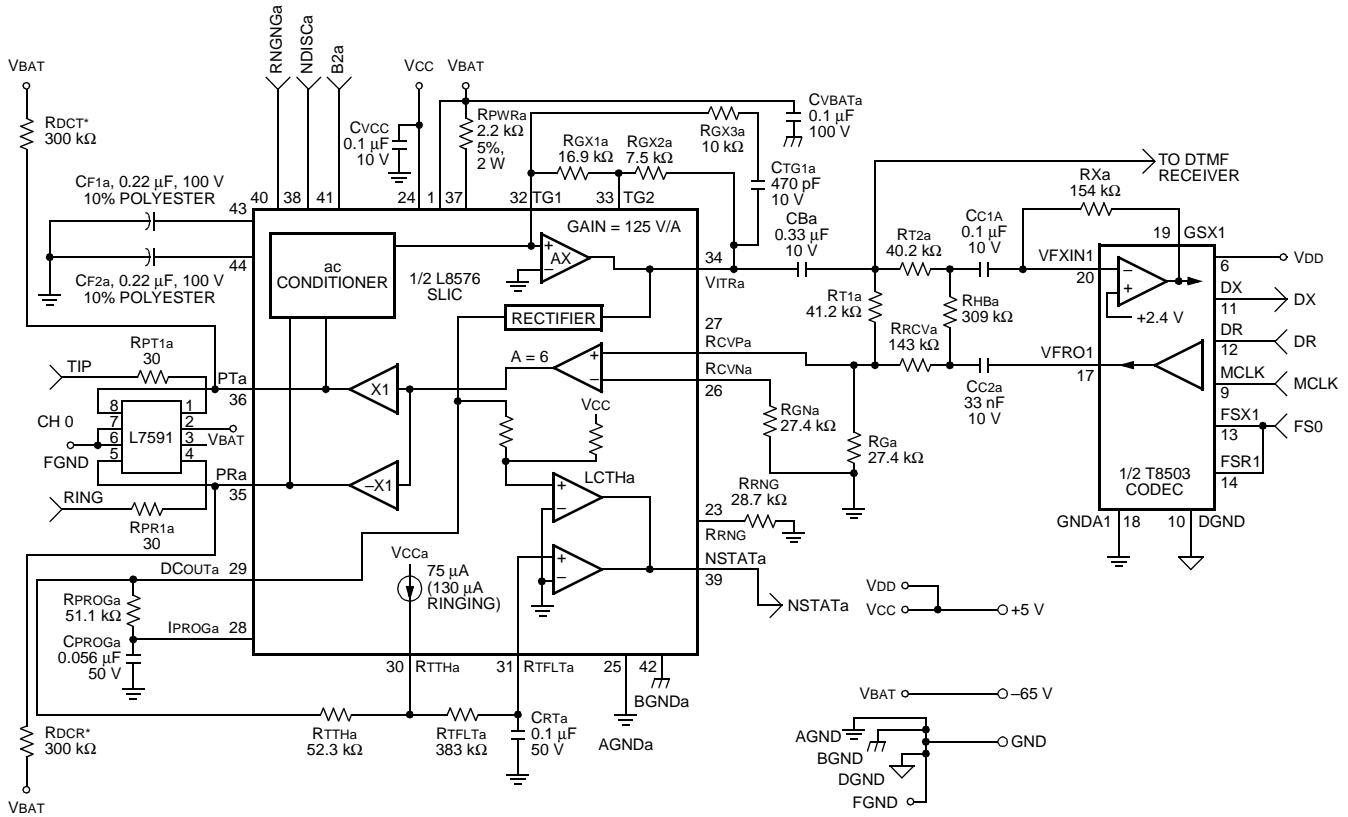 RNGNGa
NDISCa
B2a
VBAT
RDCT*
300 kΩ
VCC
VBAT
CVCC
0.1 µF
10 V
RPWRa
2.2 kΩ
5%,
2 W
CVBATa
0.1 µF
100 V
RGX1a
16.9 kΩ
RGX2a
7.5 kΩ
RGX3a
10 kΩ
CTG1a
470 pF
10 V
TO DTMF
RECEIVER
RXa
154 kΩ
CF1a, 0.22 µF, 100 V
10% POLYESTER
CF2a, 0.22 µF, 100 V
10% POLYESTER
40
38
41
43
44
24
1
37
32
TG1
33
TG2
GAIN = 125 V/A
ac
CONDITIONER
1/2 L8576
SLIC
+
–
AX
RECTIFIER
34
VITRa
CBa
0.33 µF
10 V
RT2a
40.2 kΩ
CC1A
0.1 µF
10 V
RT1a
41.2 kΩ
RHBa
309 kΩ
RRCVa
143 kΩ
CC2a
33 nF
10 V
19
GSX1
VFXIN1
20
–
+
+2.4 V
VFRO1
17
6
VDD
DX
11
DX
DR
12
DR
MCLK
9
MCLK
FSX1
13
FS0
FSR1
14
1/2 T8503
CODEC
GNDA1
18
10
DGND
27
RCVPa
RCVNa
26
A = 6
+
–
X1
–X1
VCC
LCTHa
+
–
+
–
RGNa
27.4 kΩ
RGa
27.4 kΩ
TIP
RPT1a
30
PTa
36
CH 0
FGND
8
7
6
5
L7591
1
2
3
4
VBAT
PRa
35
RING
RPR1a
30
DCOUTa
29
RPROGa
51.1 kΩ
IPROGa
28
CPROGa
0.056 µF
50 V
VCCa
75 µA
(130 µA
RINGING)
23
RRNG
RRNG
28.7 kΩ
NSTATa
39
NSTATa
30
RTTHa
31
RTFLTa
25
42
BGNDa
AGNDa
RTTHa
52.3 kΩ
RTFLTa
383 kΩ
CRTa
0.1 µF
50 V
RDCR*
300 kΩ
VBAT
VDD
VCC
+5 V
VBAT
–65 V
AGND
BGND
DGND
FGND
GND